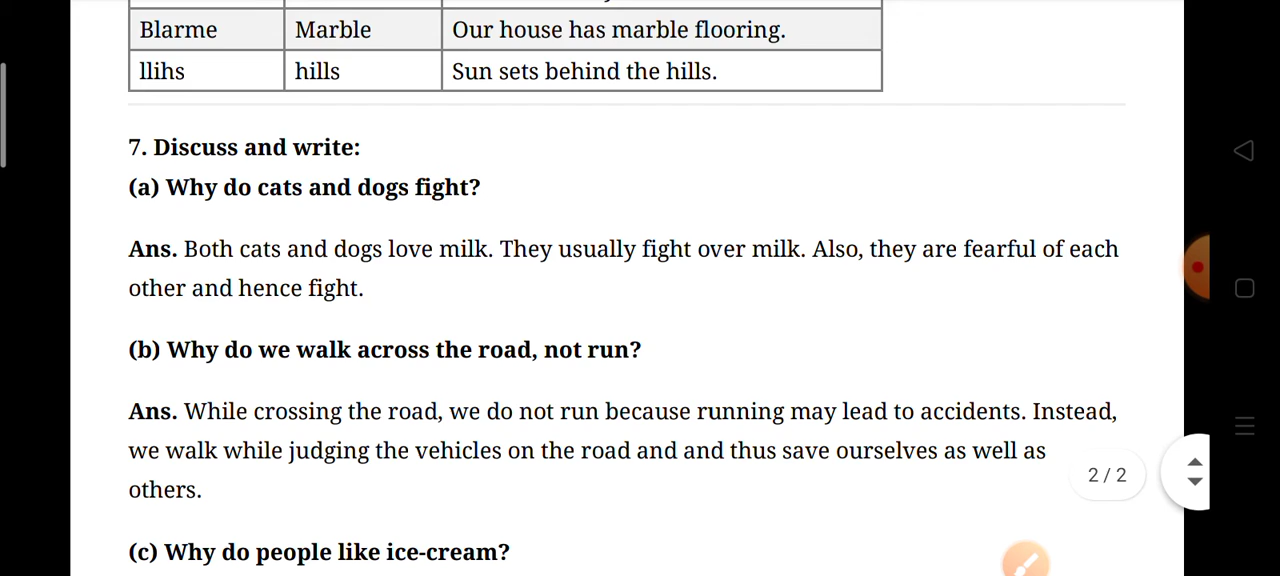 Blarme Marble Our house has marble flooring.
llihs hills Sun sets behind the hills.
7. Discuss and write:
(a) Why do cats and dogs fight?
Ans. Both cats and dogs love milk. They usually fight over milk. Also, they are fearful of each
other and hence fight.
(b) Why do we walk across the road, not run?
Ans. While crossing the road, we do not run because running may lead to accidents. Instead,
we walk while judging the vehicles on the road and and thus save ourselves as well as
others.
2 / 2
(c) Why do people like ice-cream?